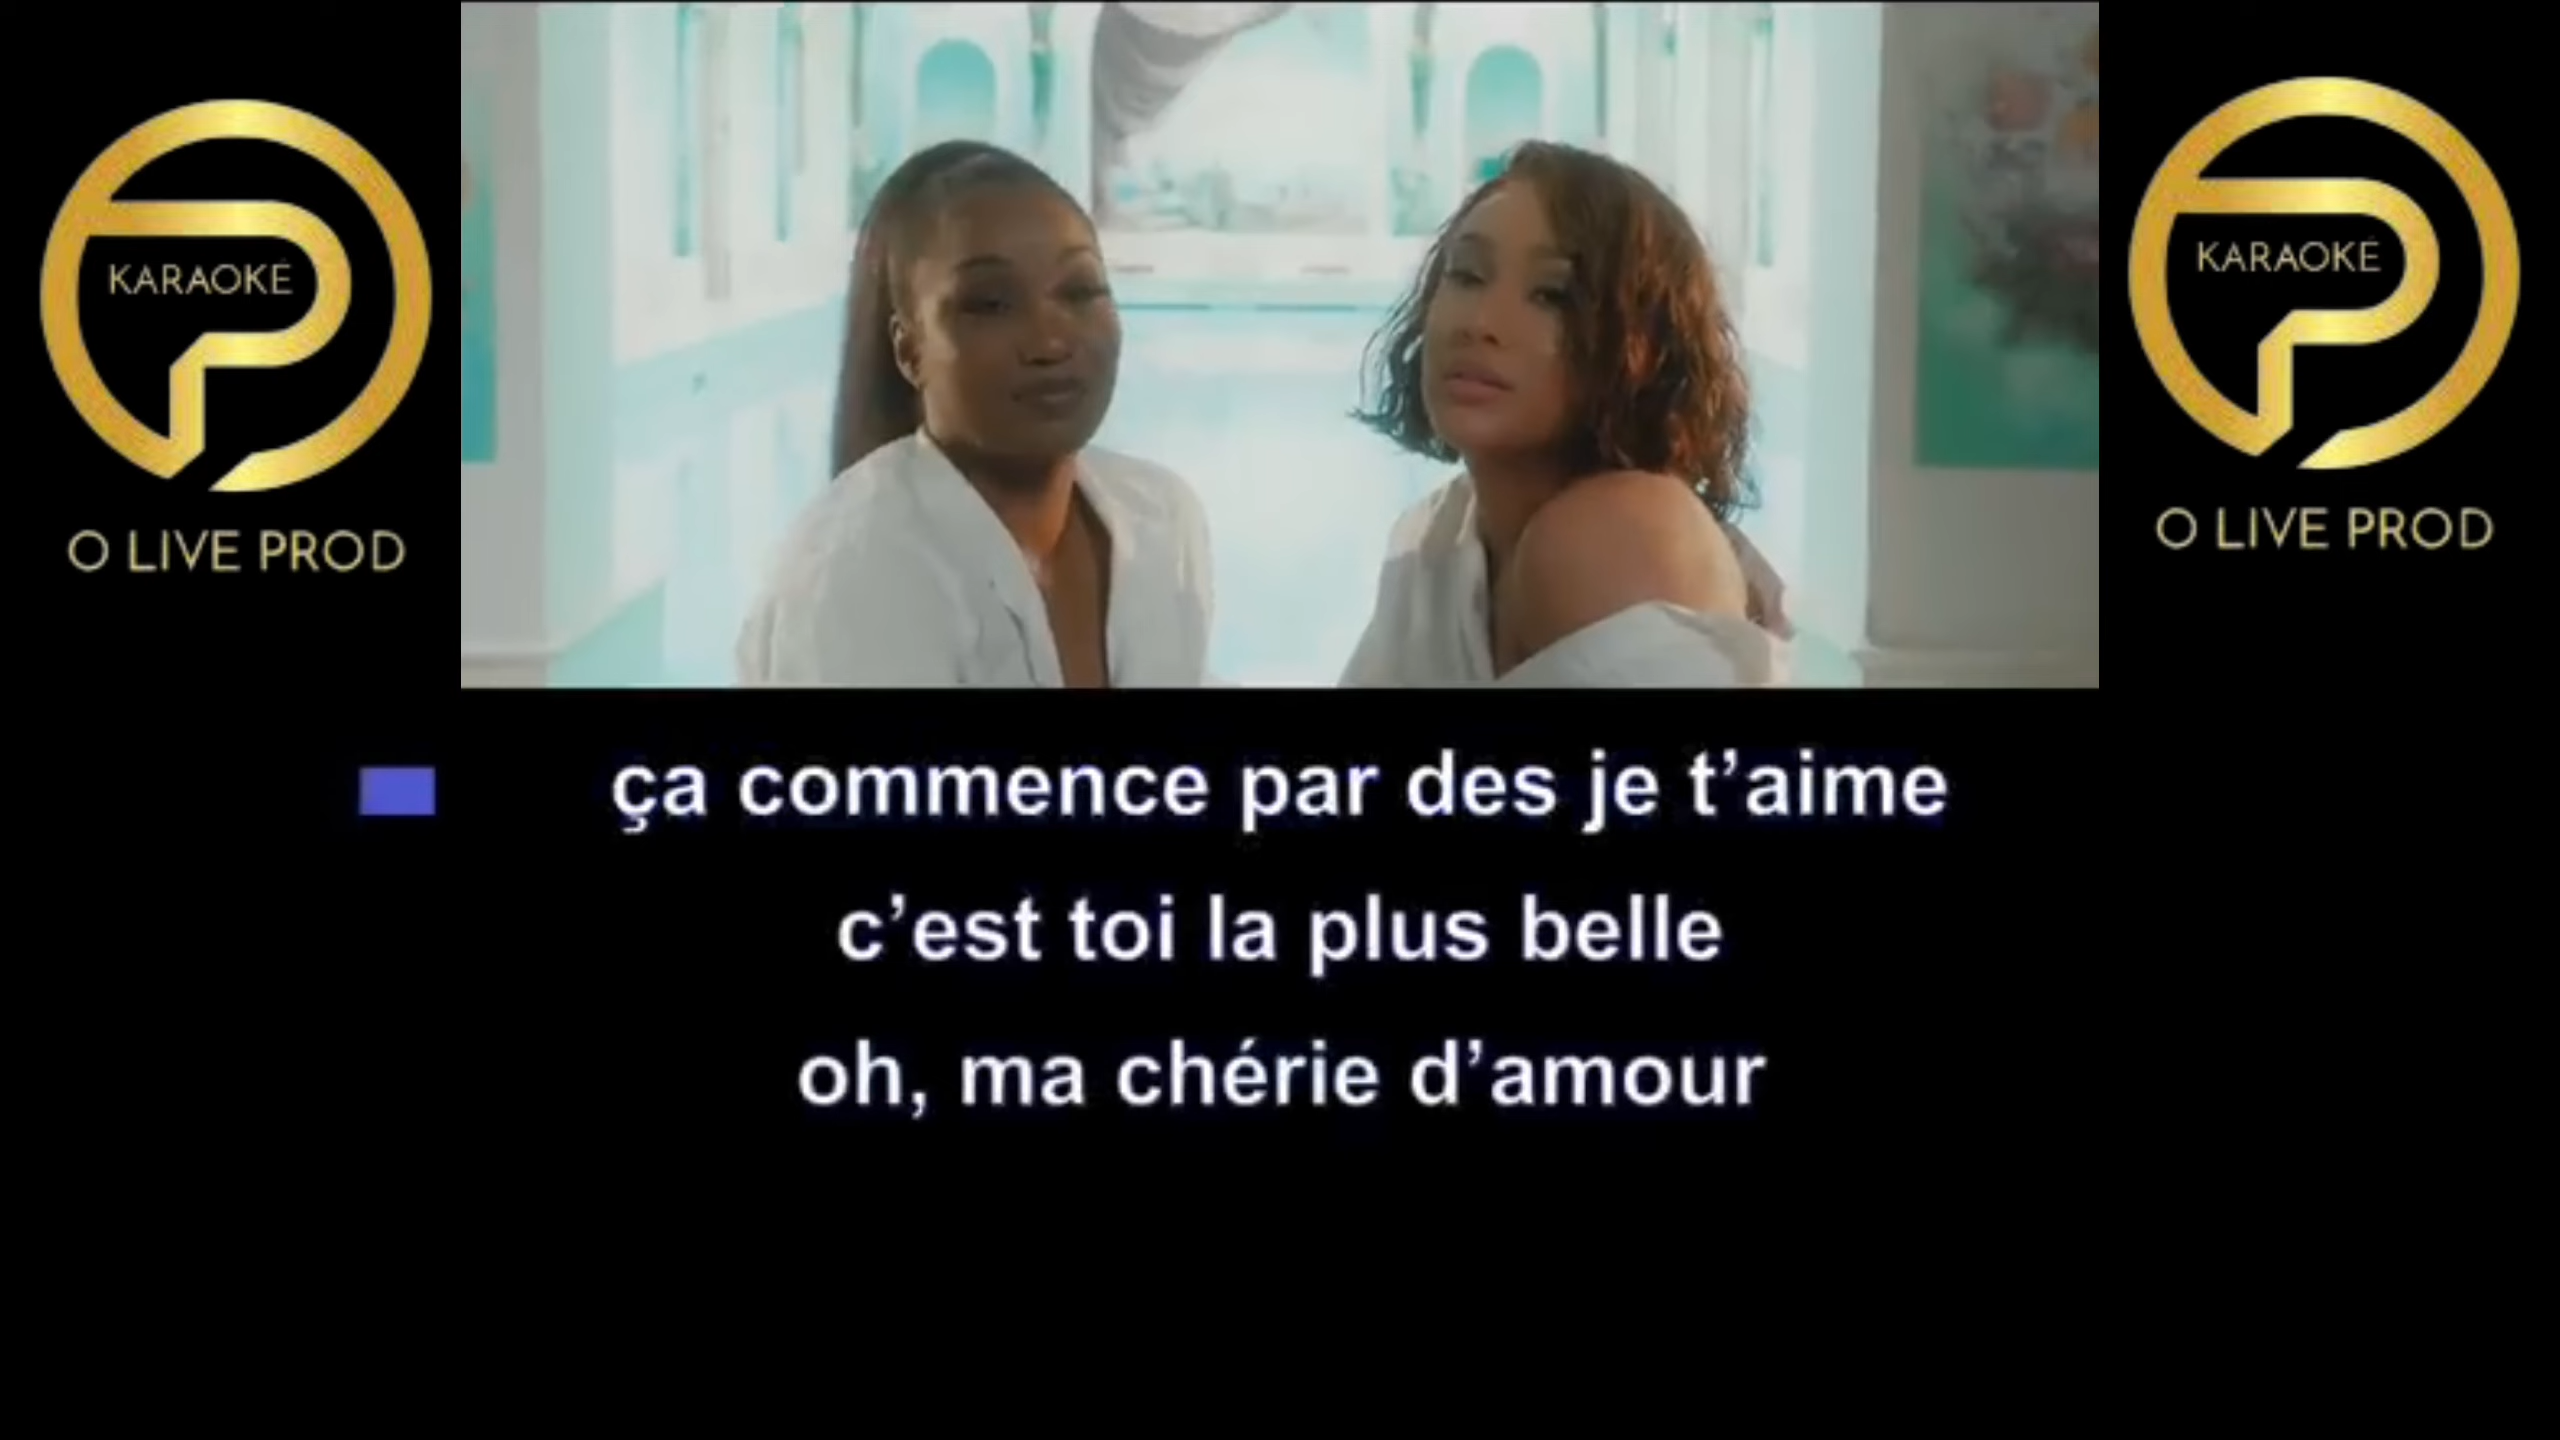 KARAOKÉ
O LIVE PROD
KARAOKÉ
O LIVE PROD
ça commence par des je t’aime
c’est toi la plus belle
oh, ma chérie d’amour